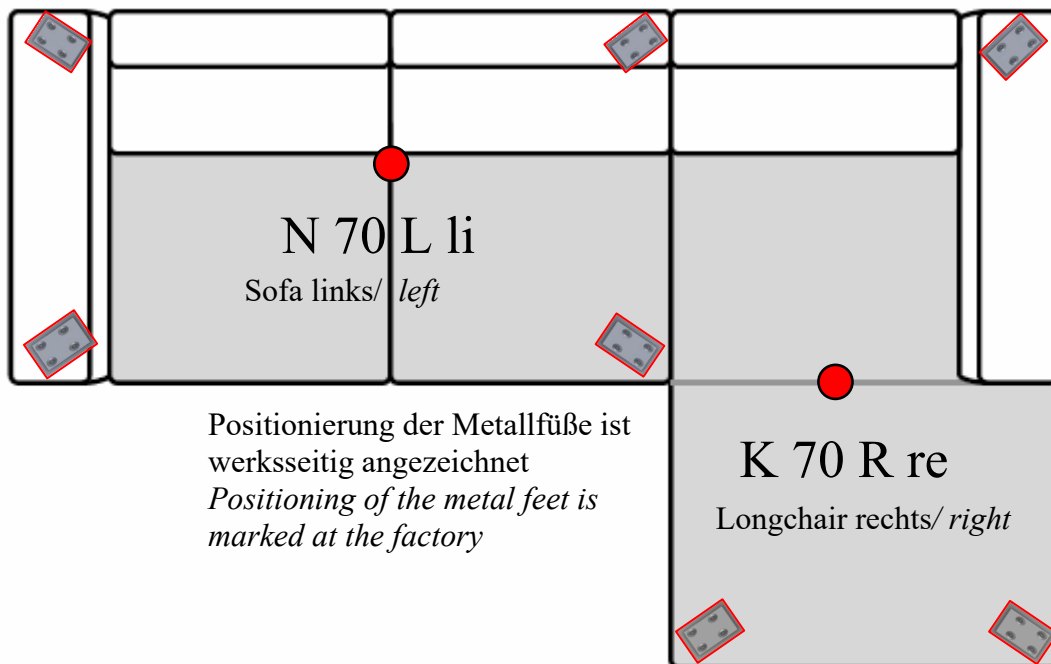 N 70 L li
Sofa links/ left
Positionierung der Metallfüße ist
werksseitig angezeichnet
Positioning of the metal feet is
marked at the factory
K 70 R re
Longchair rechts/ right